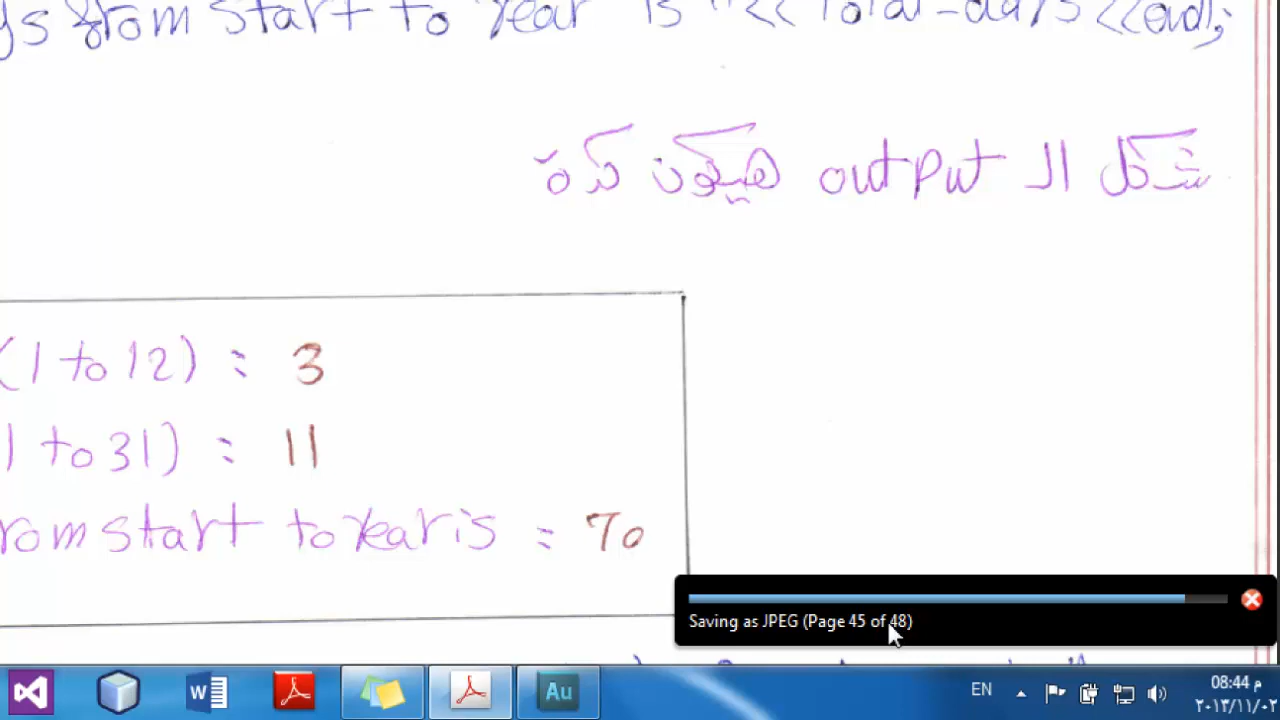 ys from start to Year is "<<Total-days<<endl;
شكل الـ output هيكون كدة
(1 to 12) : 3
1 to 31) : 11
rom start to Year is = 70
Saving as JPEG (Page 45 of 48)
W
Au
EN
08:44 م
٢٠١٣/١١/٠٢